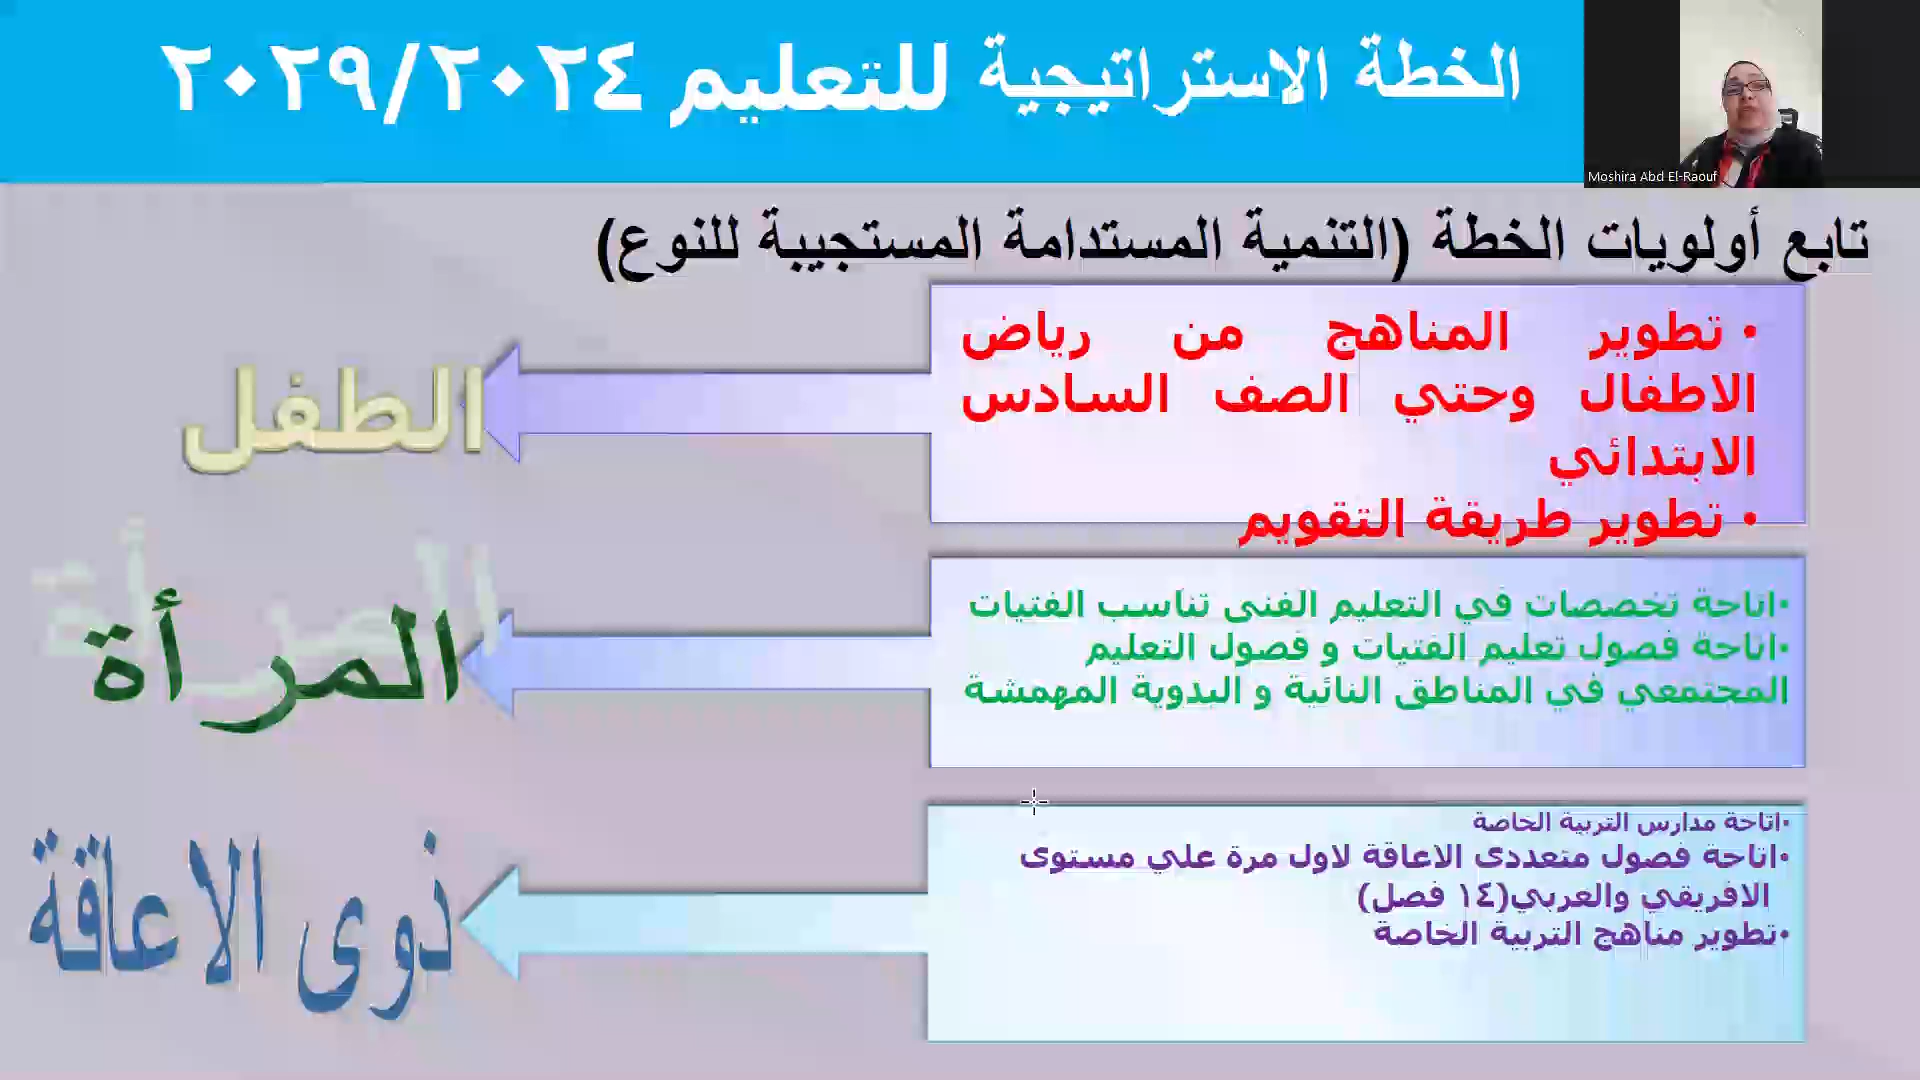 الخطة الاستراتيجية للتعليم ٢٠٢٩/٢٠٢٤
Moshira Abd El-Raouf
تابع أولويات الخطة (التنمية المستدامة المستجيبة للنوع)
• تطوير المناهج من رياض
الاطفال وحتي الصف السادس
الابتدائي
• تطوير طريقة التقويم
الطفل
•اتاحة تخصصات في التعليم الفنى تناسب الفتيات
•اتاحة فصول تعليم الفتيات و فصول التعليم
المجتمعي في المناطق النائية و البدوية المهمشة
المرأة
•اتاحة مدارس التربية الخاصة
•اتاحة فصول متعددى الاعاقة لاول مرة علي مستوى
الافريقي والعربي(١٤ فصل)
•تطوير مناهج التربية الخاصة
ذوى الاعاقة